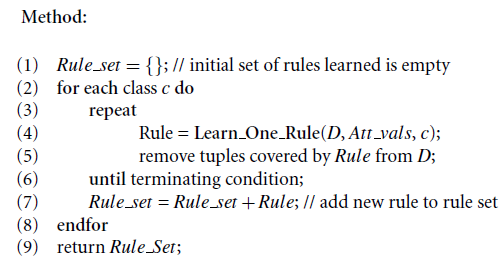 Method:
(1) Rule_set = {}; // initial set of rules learned is empty
(2) for each class c do
(3) repeat
(4) Rule = Learn_One_Rule(D, Att_vals, c);
(5) remove tuples covered by Rule from D;
(6) until terminating condition;
(7) Rule_set = Rule_set + Rule; // add new rule to rule set
(8) endfor
(9) return Rule_Set;